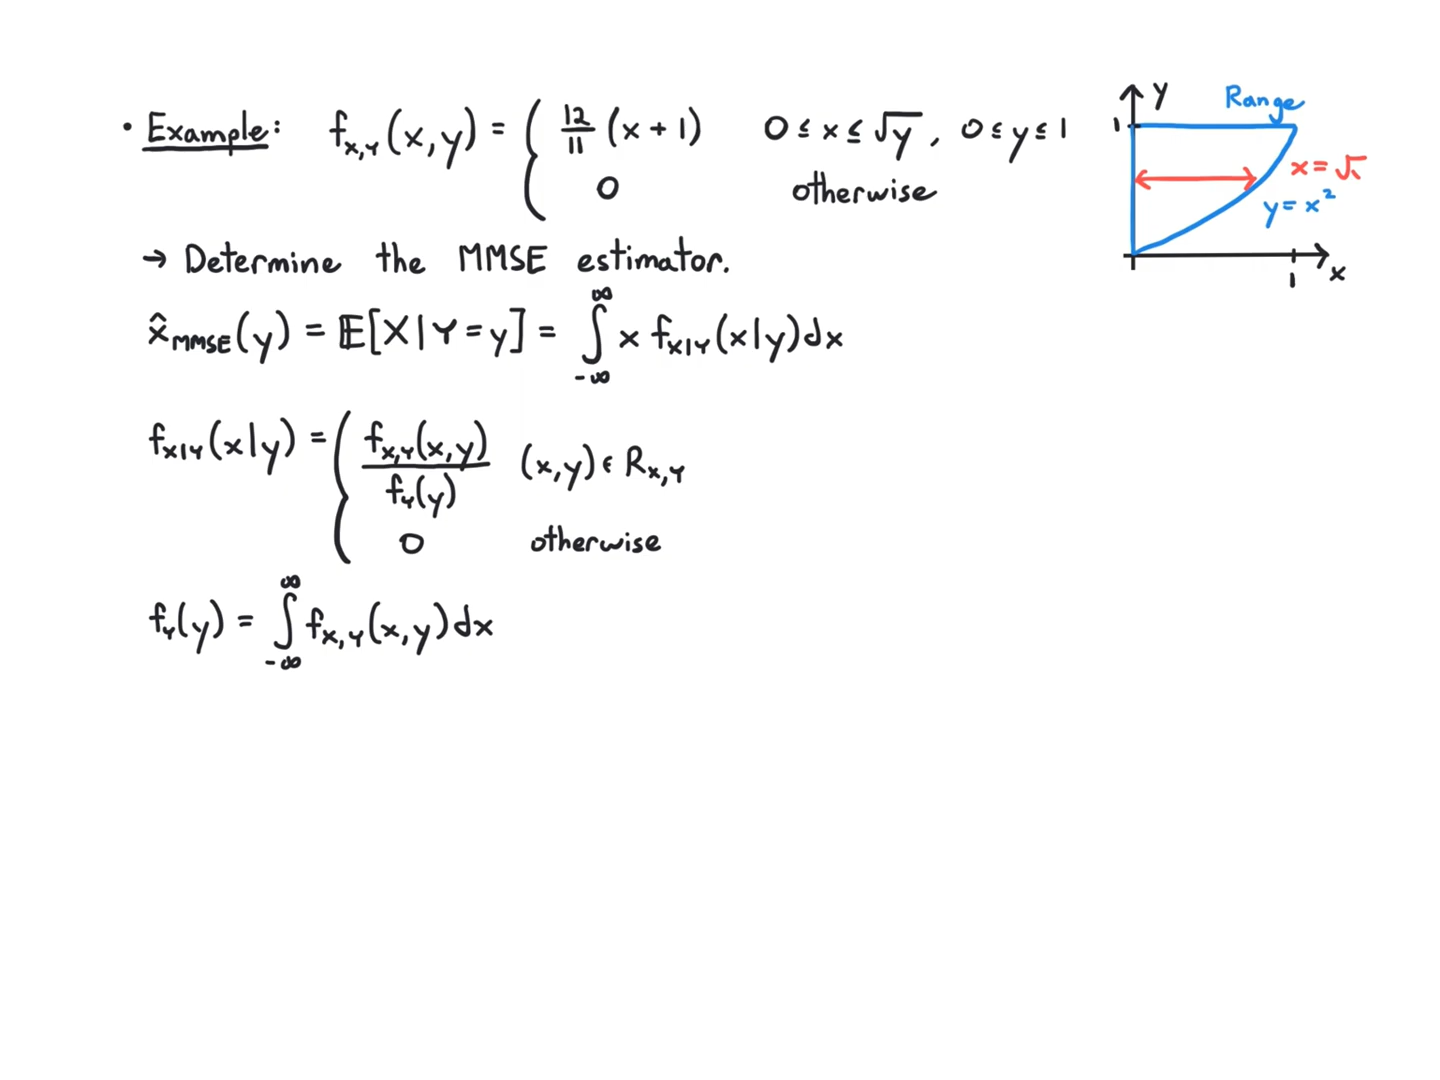 • Example: f_{X,Y}(x,y) = { 12/11 (x + 1)   0 ≤ x ≤ √y, 0 ≤ y ≤ 1
0   otherwise
→ Determine the MMSE estimator.
x̂_{MMSE}(y) = 𝔼[X|Y=y] = ∫_{-∞}^{∞} x f_{X|Y}(x|y)dx
f_{X|Y}(x|y) = { f_{X,Y}(x,y) / f_Y(y)   (x,y) ∈ R_{X,Y}
0   otherwise
f_Y(y) = ∫_{-∞}^{∞} f_{X,Y}(x,y)dx
y
Range
1
x = √
y = x²
1
x